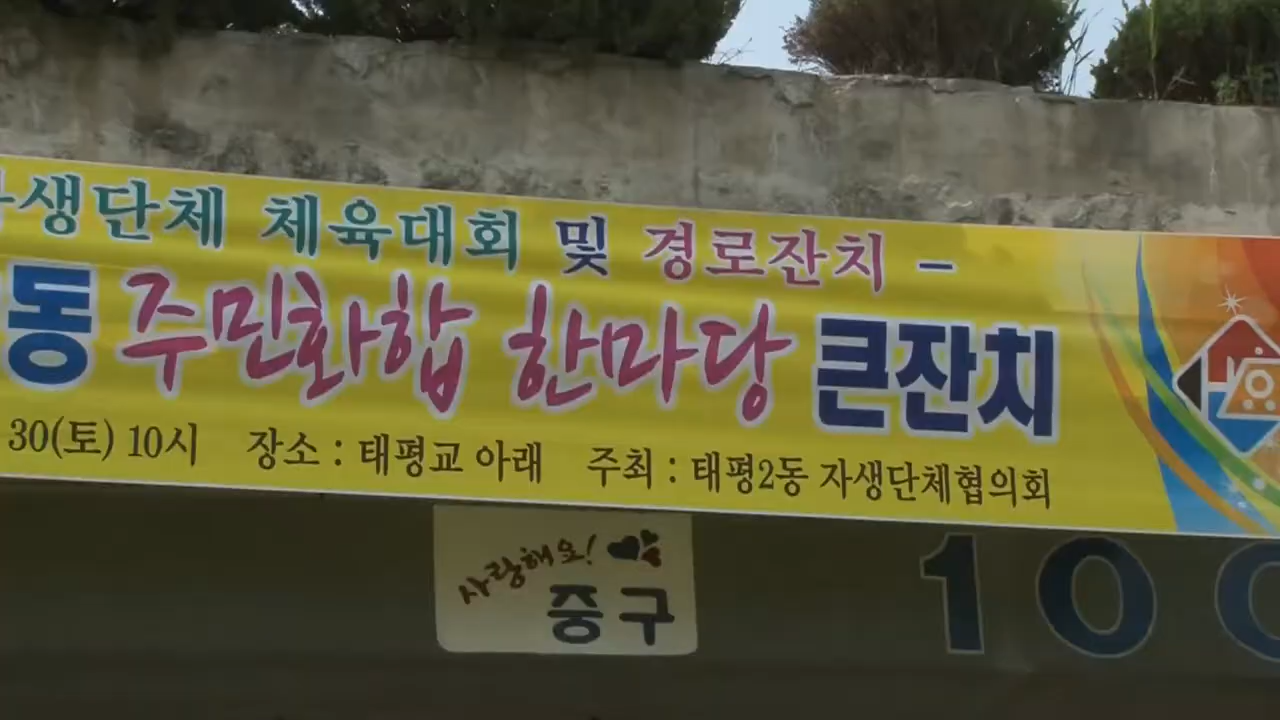 자생단체 체육대회 및 경로잔치 –
동 주민화합 한마당 큰잔치
30(토) 10시 장소 : 태평교 아래 주최 : 태평2동 자생단체협의회
사랑해요!
중구
100